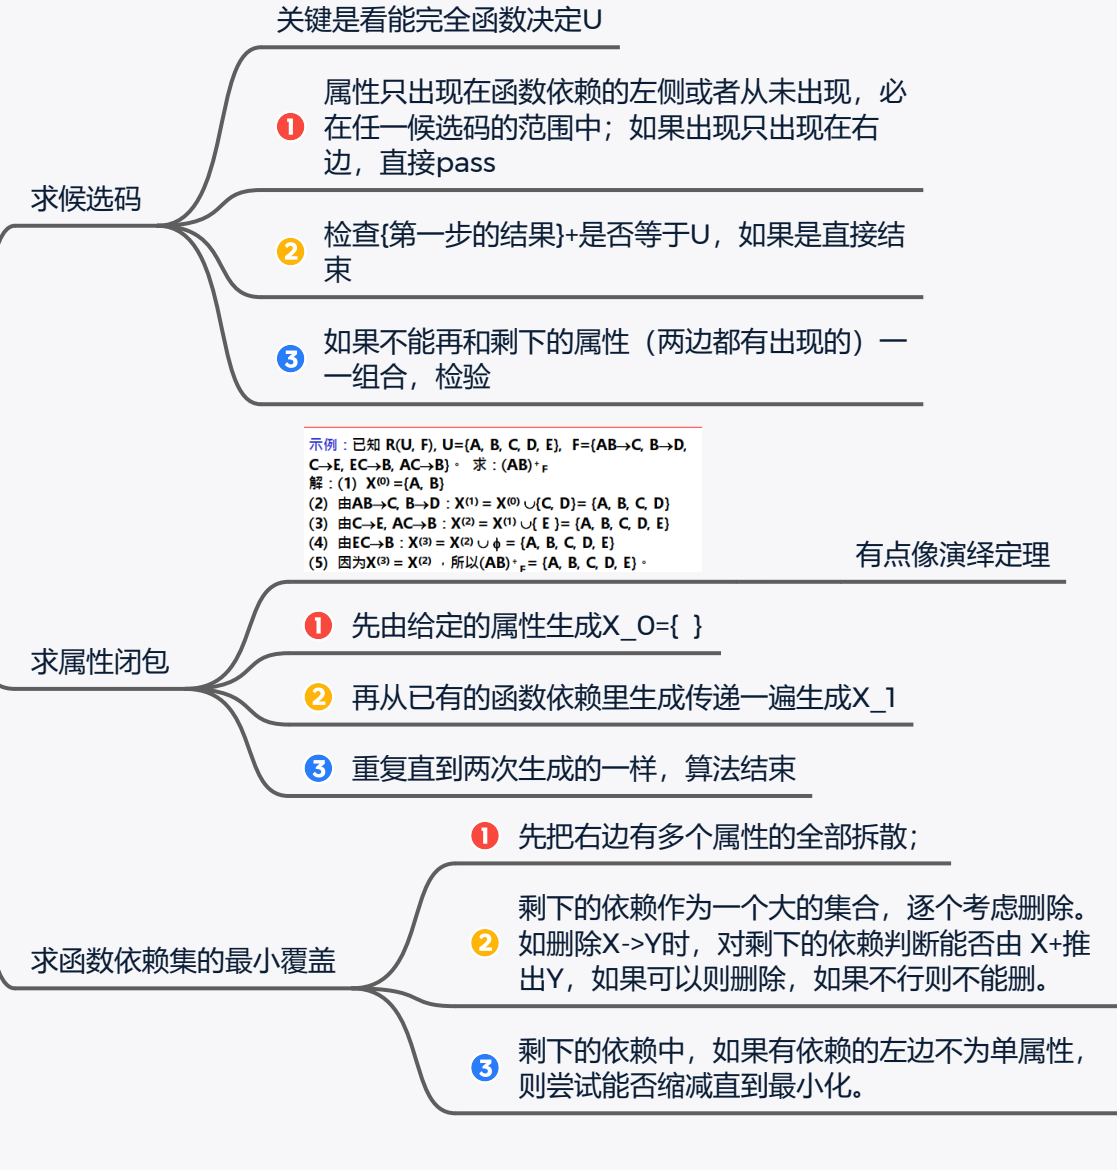 关键是看能完全函数决定U
属性只出现在函数依赖的左侧或者从未出现，必
❶ 在任一候选码的范围中；如果出现只出现在右
边，直接pass
求候选码
检查{第一步的结果}+是否等于U，如果是直接结
❷
束
如果不能再和剩下的属性（两边都有出现的）一
❸
一组合，检验
示例：已知 R(U, F), U={A, B, C, D, E}, F={AB→C, B→D,
C→E, EC→B, AC→B}。 求：(AB)⁺F
解：(1) X⁽⁰⁾ ={A, B}
(2) 由AB→C, B→D：X⁽¹⁾ = X⁽⁰⁾ ∪{C, D}= {A, B, C, D}
(3) 由C→E, AC→B：X⁽²⁾ = X⁽¹⁾ ∪{ E }= {A, B, C, D, E}
(4) 由EC→B：X⁽³⁾ = X⁽²⁾ ∪ ϕ = {A, B, C, D, E}
(5) 因为X⁽³⁾ = X⁽²⁾ ，所以(AB)⁺F= {A, B, C, D, E}。
有点像演绎定理
❶ 先由给定的属性生成X_0={ }
求属性闭包
❷ 再从已有的函数依赖里生成传递一遍生成X_1
❸ 重复直到两次生成的一样，算法结束
❶ 先把右边有多个属性的全部拆散；
剩下的依赖作为一个大的集合，逐个考虑删除。
❷ 如删除X->Y时，对剩下的依赖判断能否由 X+推
出Y，如果可以则删除，如果不行则不能删。
求函数依赖集的最小覆盖
剩下的依赖中，如果有依赖的左边不为单属性，
❸
则尝试能否缩减直到最小化。